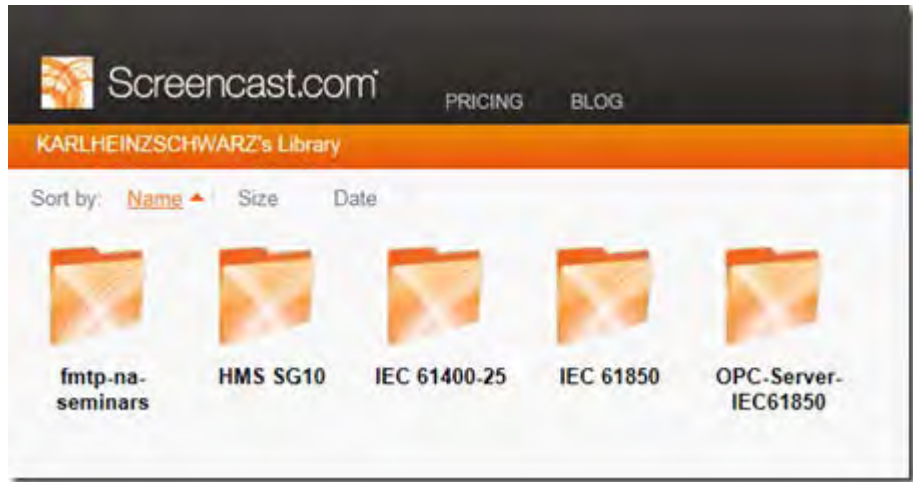 Screencast.com
PRICING BLOG
KARLHEINZSCHWARZ's Library
Sort by: Name Size Date
fmtp-na-
seminars
HMS SG10
IEC 61400-25
IEC 61850
OPC-Server-
IEC61850